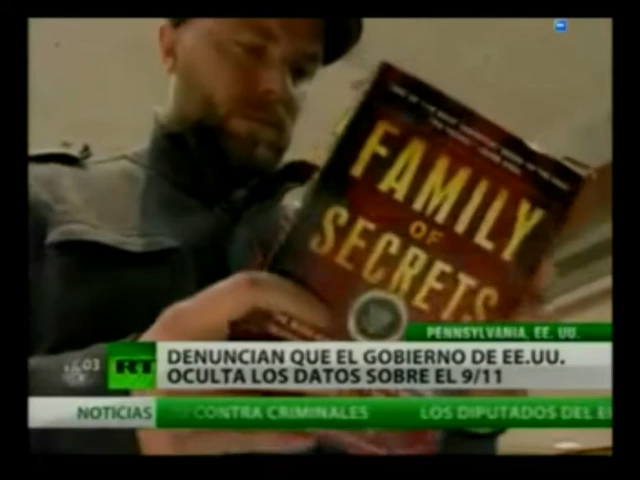 FAMILY
OF
SECRETS
PENNSYLVANIA, EE. UU.
:03
RT
DENUNCIAN QUE EL GOBIERNO DE EE.UU.
OCULTA LOS DATOS SOBRE EL 9/11
NOTICIAS
CONTRA CRIMINALES
LOS DIPUTADOS DEL